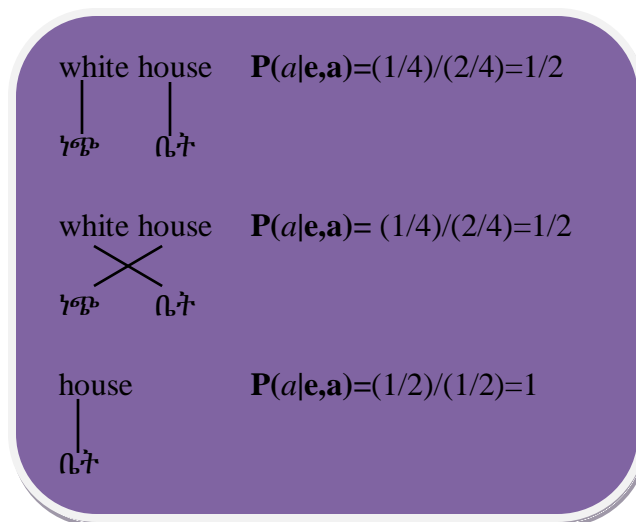 white house P(a|e,a)=(1/4)/(2/4)=1/2
ነጭ ቤት
white house P(a|e,a)= (1/4)/(2/4)=1/2
ነጭ ቤት
house P(a|e,a)=(1/2)/(1/2)=1
ቤት